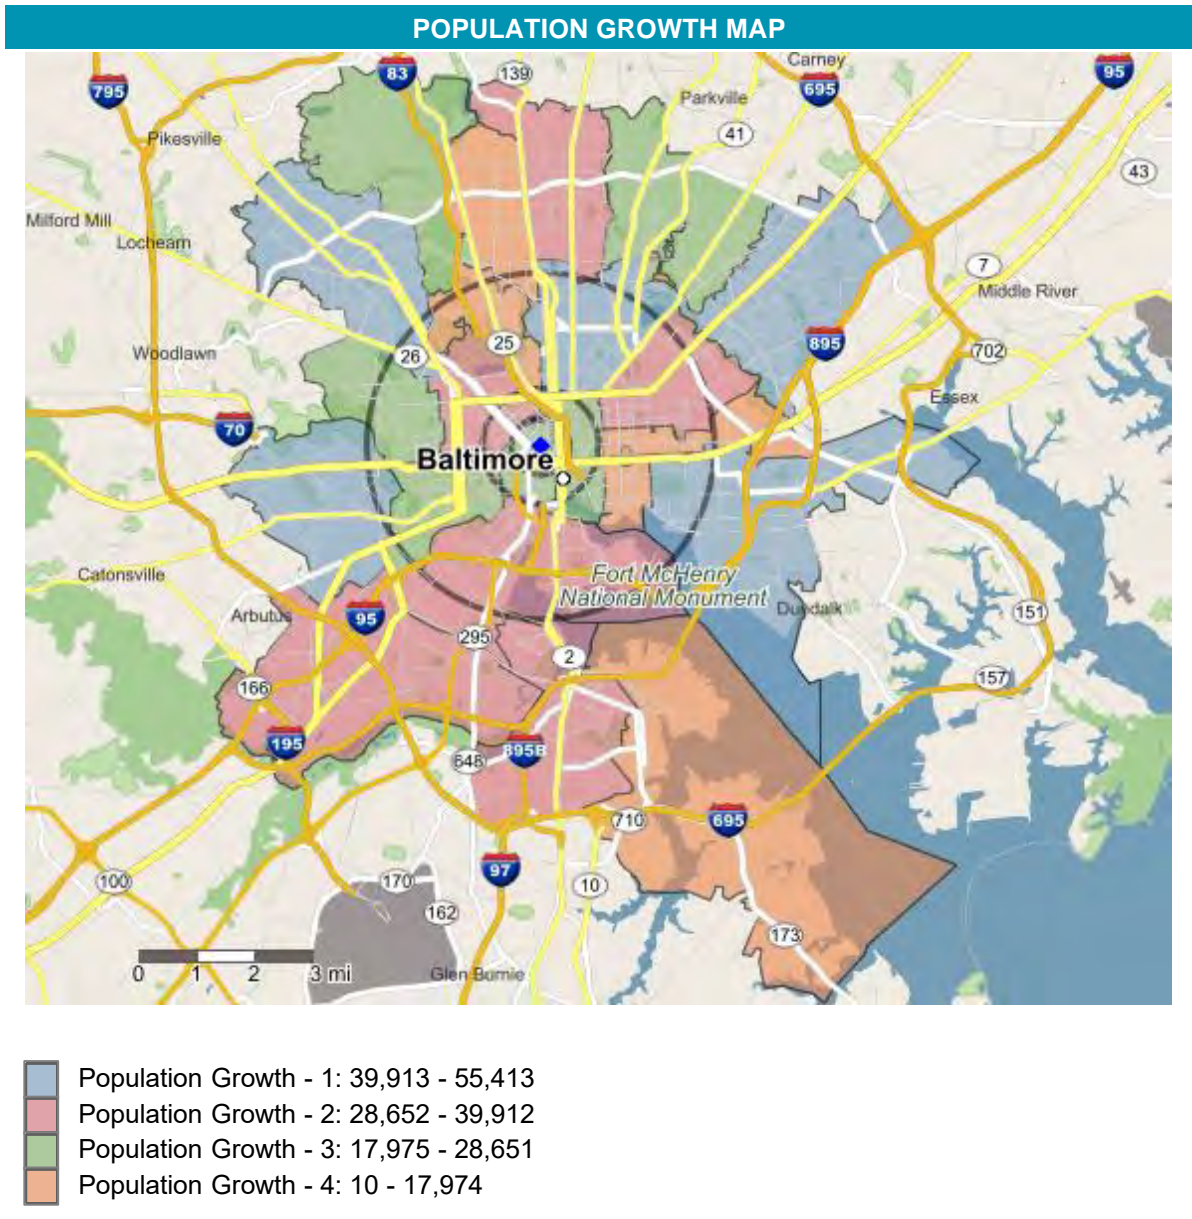 POPULATION GROWTH MAP
Carney
83
139
95
795
695
Parkville
41
Pikesville
43
Milford Mill
Lochearn
7
Middle River
Woodlawn
26
25
895
702
Essex
70
Baltimore
Catonsville
Fort McHenry
National Monument
Arbutus
95
Dundalk
151
295
2
166
157
195
648
895B
710
695
97
100
170
10
162
173
0 1 2 3 mi
Glen Burnie
Population Growth - 1: 39,913 - 55,413
Population Growth - 2: 28,652 - 39,912
Population Growth - 3: 17,975 - 28,651
Population Growth - 4: 10 - 17,974